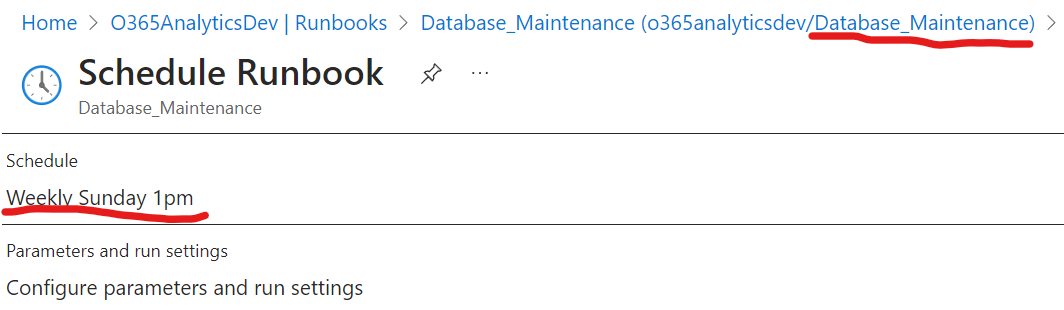 Home > O365AnalyticsDev | Runbooks > Database_Maintenance (o365analyticsdev/Database_Maintenance) >
Schedule Runbook ...
Database_Maintenance
Schedule
Weekly Sunday 1pm
Parameters and run settings
Configure parameters and run settings